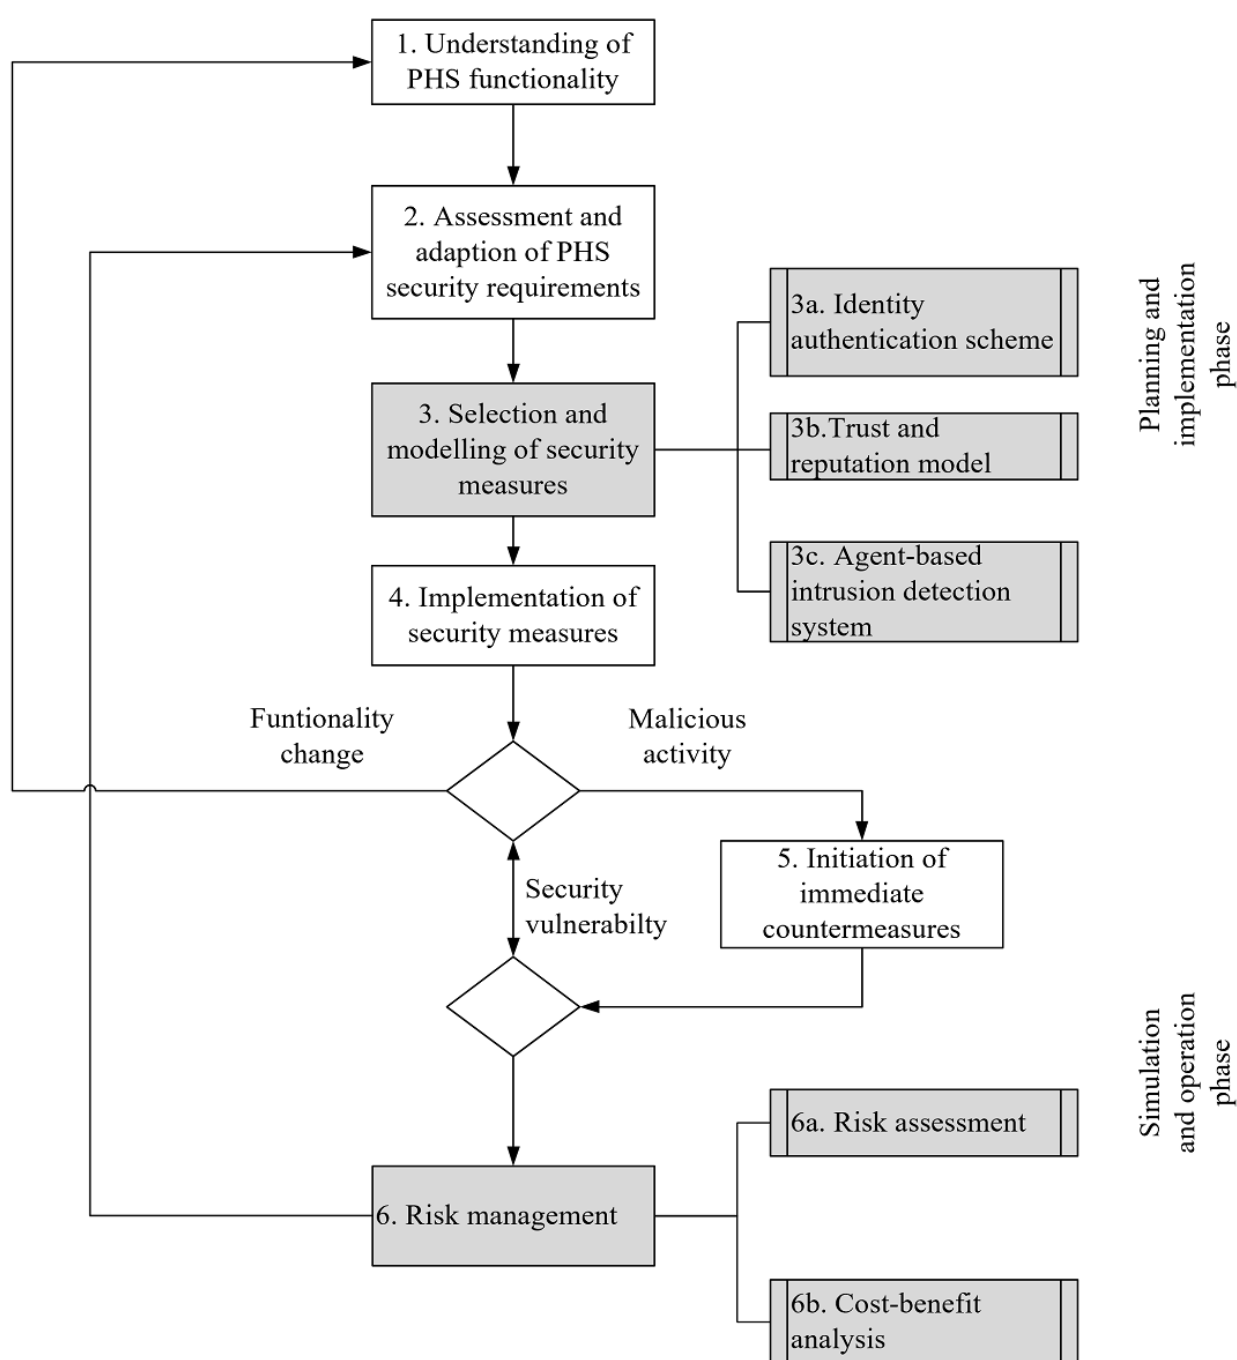 1. Understanding of
PHS functionality
2. Assessment and
adaption of PHS
security requirements
3. Selection and
modelling of security
measures
3a. Identity
authentication scheme
3b.Trust and
reputation model
3c. Agent-based
intrusion detection
system
Planning and
implementation
phase
4. Implementation of
security measures
Funtionality
change
Malicious
activity
5. Initiation of
immediate
countermeasures
Security
vulnerabilty
Simulation
and operation
phase
6. Risk management
6a. Risk assessment
6b. Cost-benefit
analysis